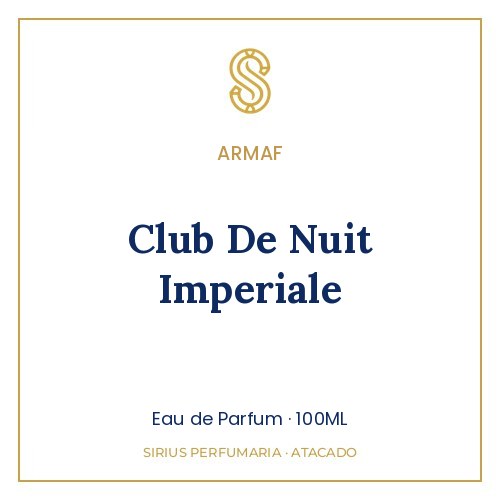 ARMAF
Club De Nuit
Imperiale
Eau de Parfum · 100ML
SIRIUS PERFUMARIA · ATACADO